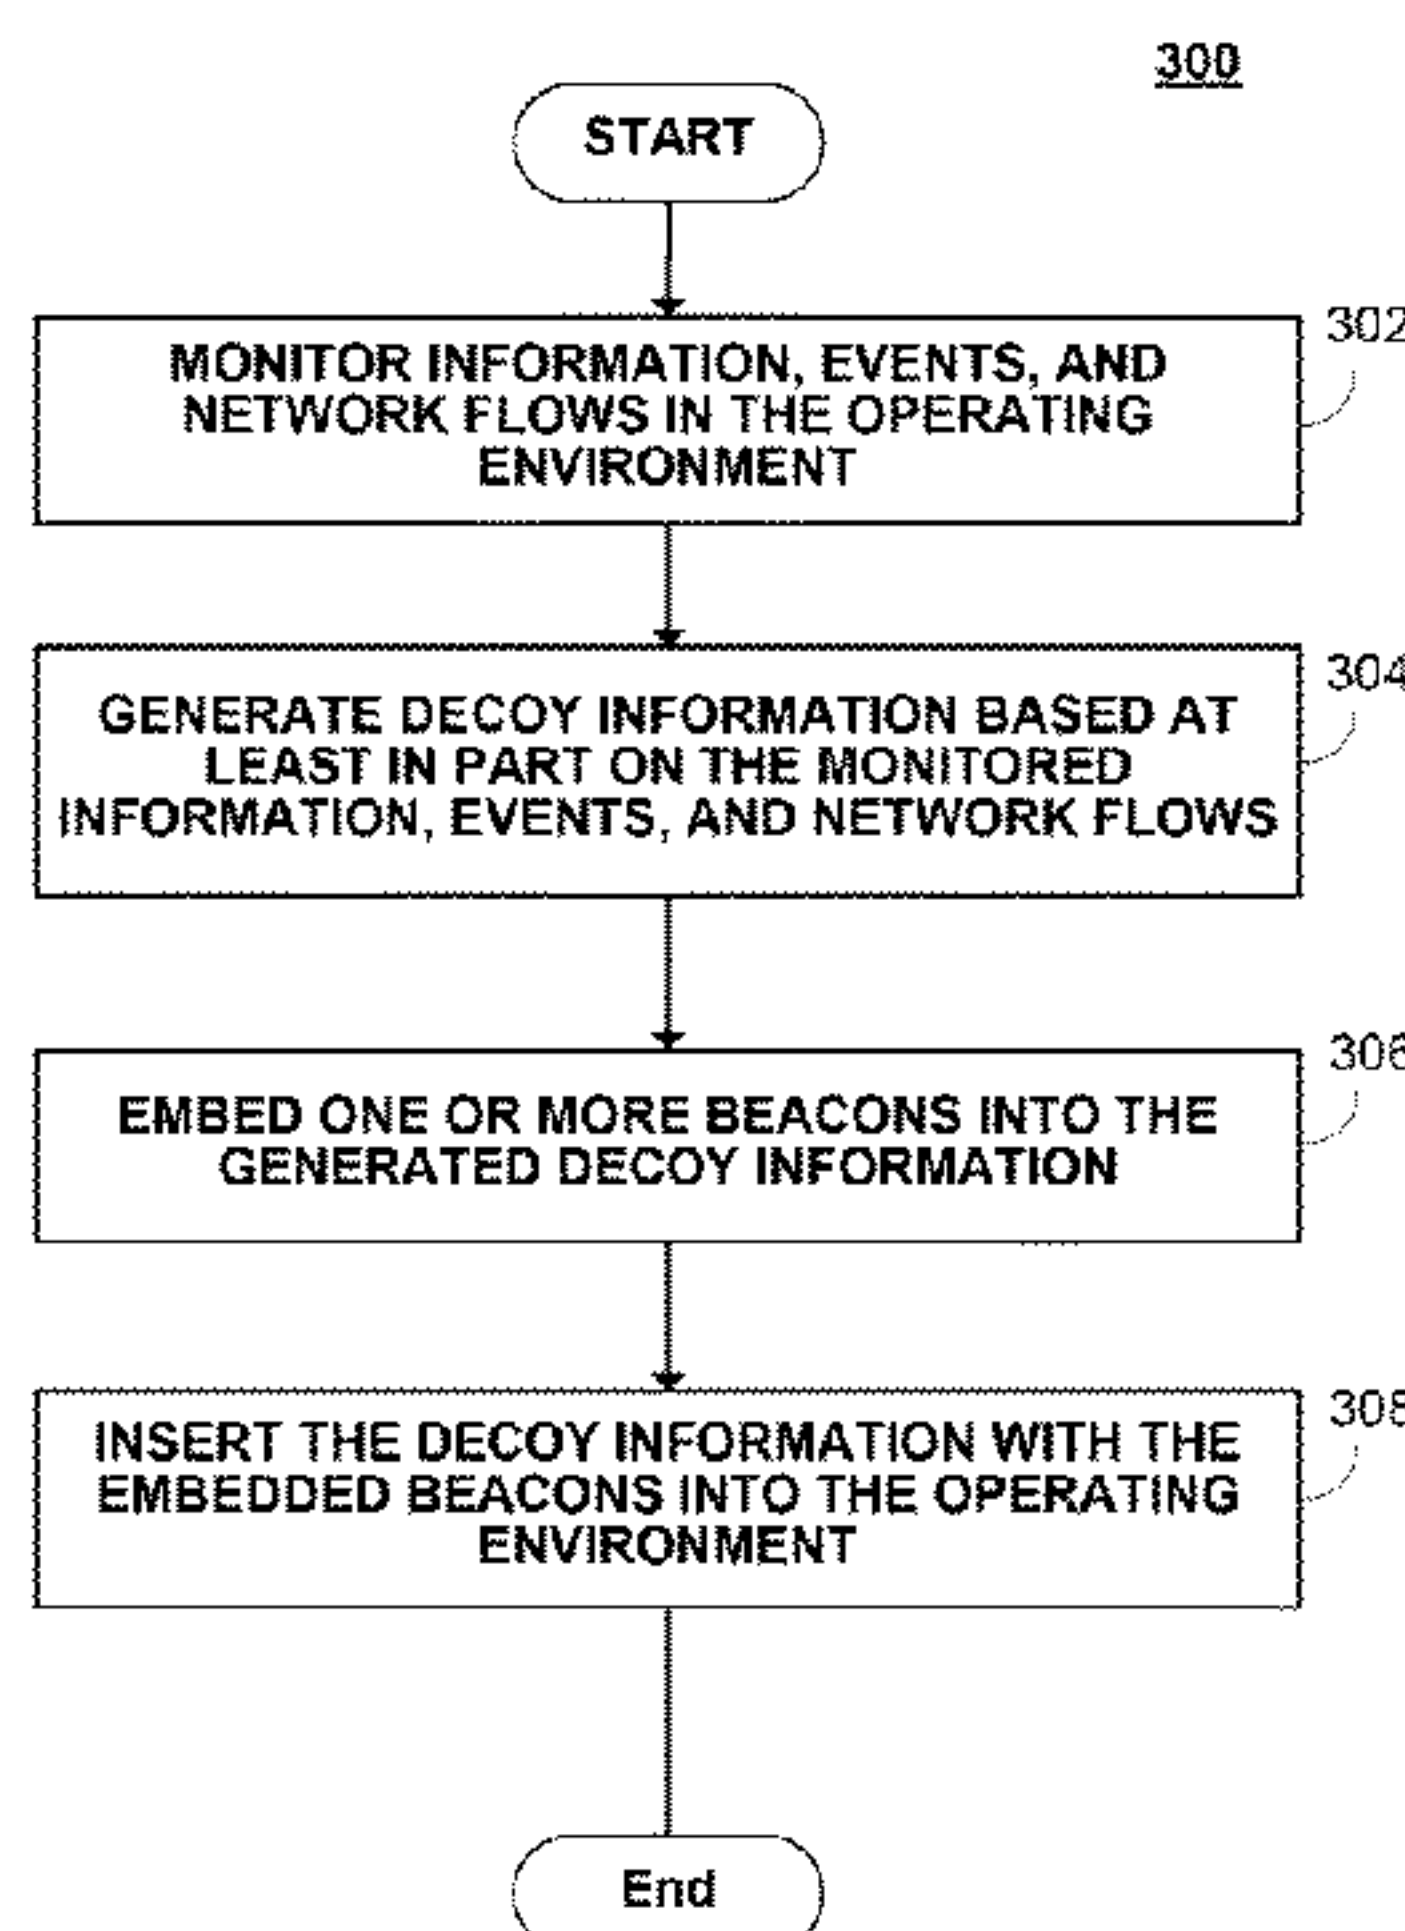 300
START
MONITOR INFORMATION, EVENTS, AND
NETWORK FLOWS IN THE OPERATING
ENVIRONMENT
302
GENERATE DECOY INFORMATION BASED AT
LEAST IN PART ON THE MONITORED
INFORMATION, EVENTS, AND NETWORK FLOWS
304
EMBED ONE OR MORE BEACONS INTO THE
GENERATED DECOY INFORMATION
306
INSERT THE DECOY INFORMATION WITH THE
EMBEDDED BEACONS INTO THE OPERATING
ENVIRONMENT
308
End